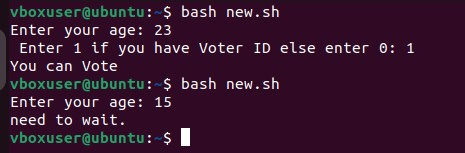 vboxuser@ubuntu:~$ bash new.sh
Enter your age: 23
 Enter 1 if you have Voter ID else enter 0: 1
You can Vote
vboxuser@ubuntu:~$ bash new.sh
Enter your age: 15
need to wait.
vboxuser@ubuntu:~$